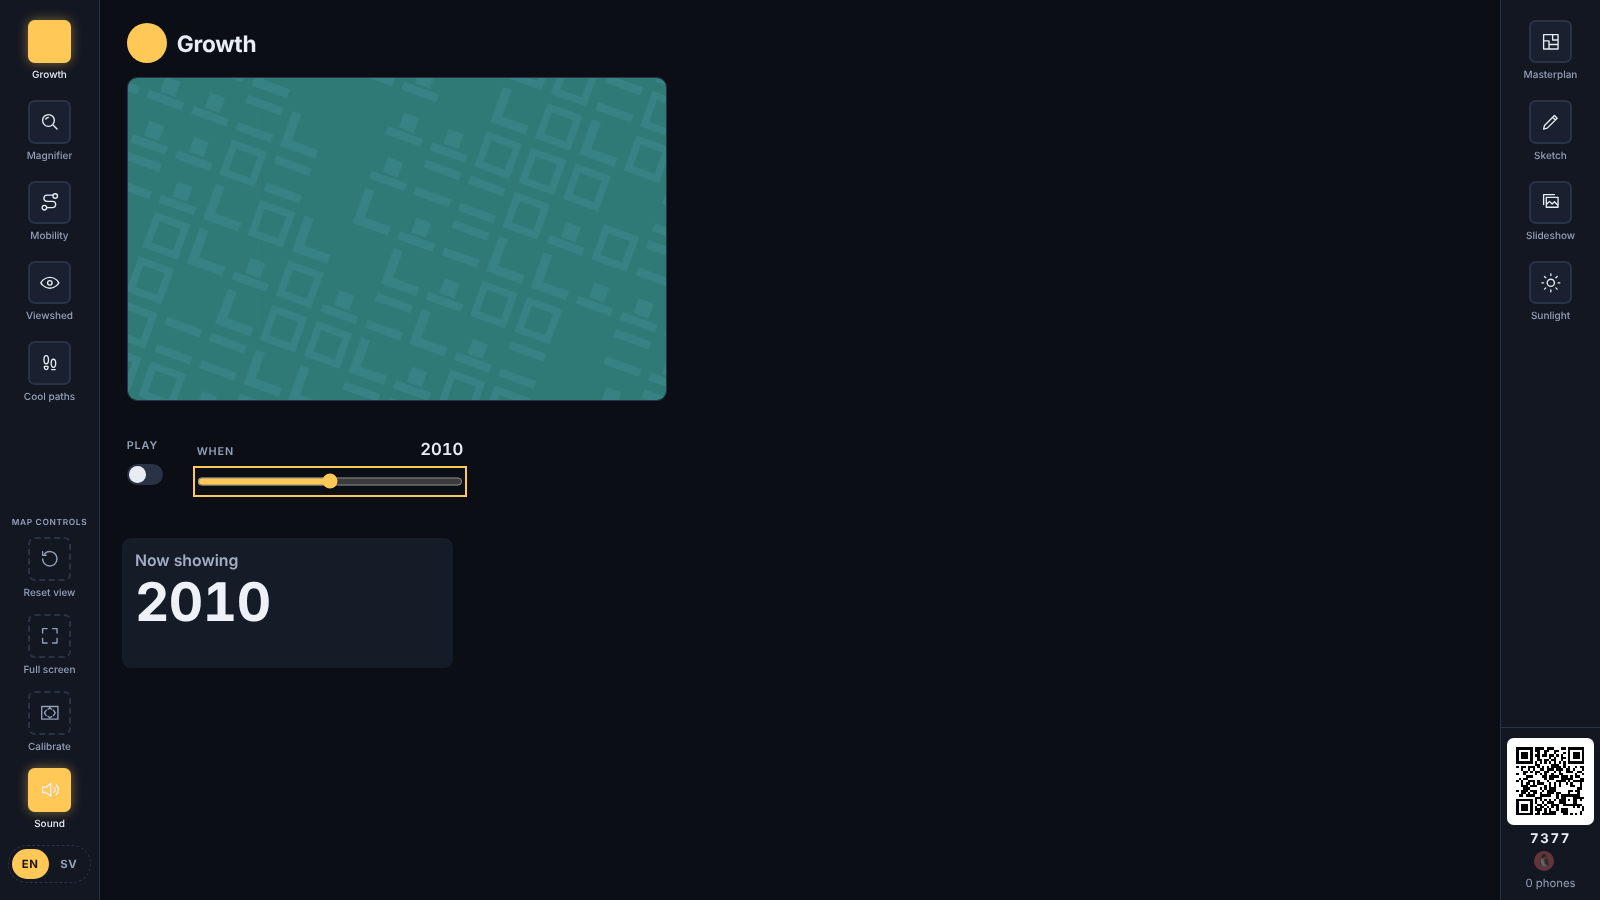 Growth
Magnifier
Mobility
Viewshed
Cool paths
MAP CONTROLS
Reset view
Full screen
Calibrate
Sound
EN SV
Growth
PLAY
WHEN 2010
Now showing
2010
Masterplan
Sketch
Slideshow
Sunlight
7377
0 phones